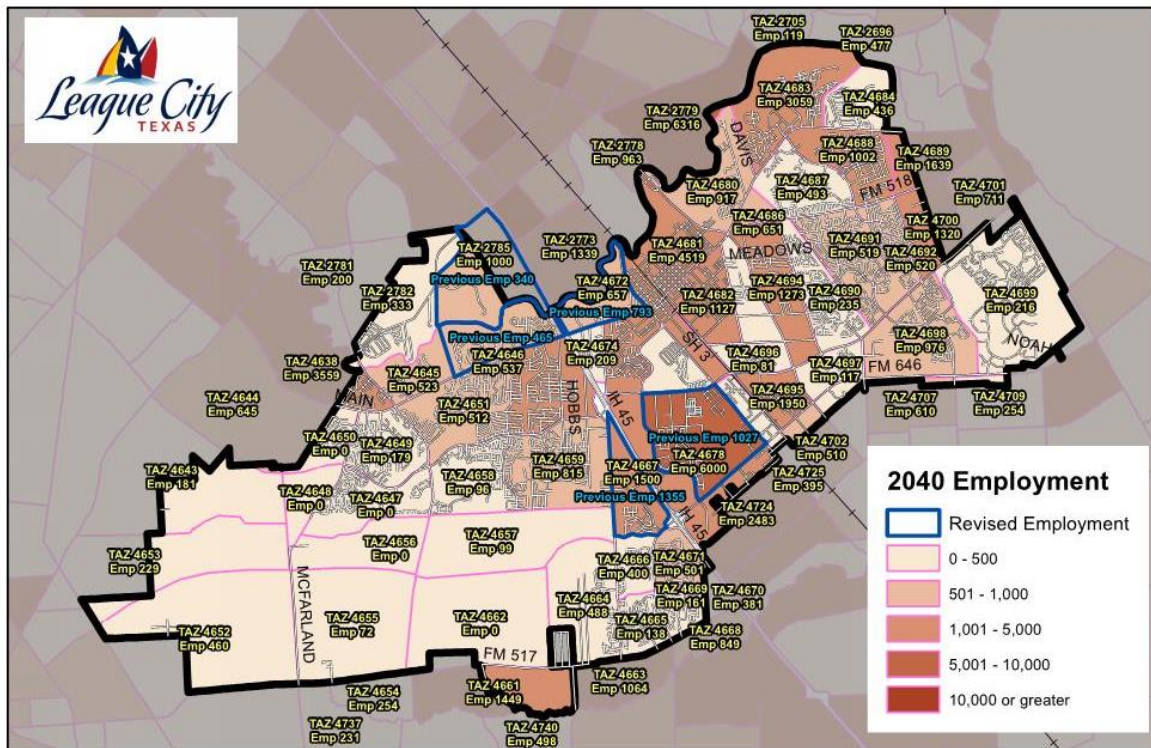 League City
TEXAS
TAZ 2705
Emp 119
TAZ 2696
Emp 477
TAZ 4683
Emp 3059
TAZ 4684
Emp 436
TAZ 2779
Emp 6316
DAVIS
TAZ 2778
Emp 963
TAZ 4688
Emp 1002
TAZ 4689
Emp 1639
TAZ 4687
Emp 493
FM 518
TAZ 4680
Emp 917
TAZ 4701
Emp 711
TAZ 4686
Emp 651
TAZ 4700
Emp 1320
TAZ 2785
Emp 1000
TAZ 2773
Emp 1339
TAZ 4681
Emp 4519
MEADOWS
TAZ 4691
Emp 519
TAZ 4692
Emp 520
TAZ 2781
Emp 200
Previous Emp 340
TAZ 4672
Emp 657
TAZ 4694
Emp 1273
TAZ 4690
Emp 235
TAZ 4699
Emp 216
TAZ 2782
Emp 333
Previous Emp 793
TAZ 4682
Emp 1127
Previous Emp 465
SH 3
TAZ 4698
Emp 976
NOAH
TAZ 4646
Emp 537
TAZ 4674
Emp 209
TAZ 4696
Emp 81
TAZ 4697
Emp 117
FM 646
TAZ 4638
Emp 3559
TAZ 4645
Emp 523
HOBBS
IH 45
TAZ 4695
Emp 1950
TAZ 4707
Emp 610
TAZ 4709
Emp 254
TAZ 4644
Emp 645
MAIN
TAZ 4651
Emp 512
Previous Emp 1027
TAZ 4650
Emp 0
TAZ 4649
Emp 179
TAZ 4678
Emp 6000
TAZ 4702
Emp 510
TAZ 4643
Emp 181
TAZ 4658
Emp 96
TAZ 4659
Emp 815
TAZ 4667
Emp 1500
TAZ 4725
Emp 395
TAZ 4648
Emp 0
TAZ 4647
Emp 0
Previous Emp 1355
TAZ 4724
Emp 2483
IH 45
TAZ 4653
Emp 229
TAZ 4656
Emp 0
TAZ 4657
Emp 99
TAZ 4666
Emp 400
TAZ 4671
Emp 501
MCFARLAND
TAZ 4669
Emp 161
TAZ 4670
Emp 381
TAZ 4664
Emp 488
TAZ 4652
Emp 460
TAZ 4655
Emp 72
TAZ 4662
Emp 0
TAZ 4665
Emp 138
TAZ 4668
Emp 849
FM 517
TAZ 4663
Emp 1064
TAZ 4654
Emp 254
TAZ 4661
Emp 1449
TAZ 4737
Emp 231
TAZ 4740
Emp 498
2040 Employment
Revised Employment
0 - 500
501 - 1,000
1,001 - 5,000
5,001 - 10,000
10,000 or greater